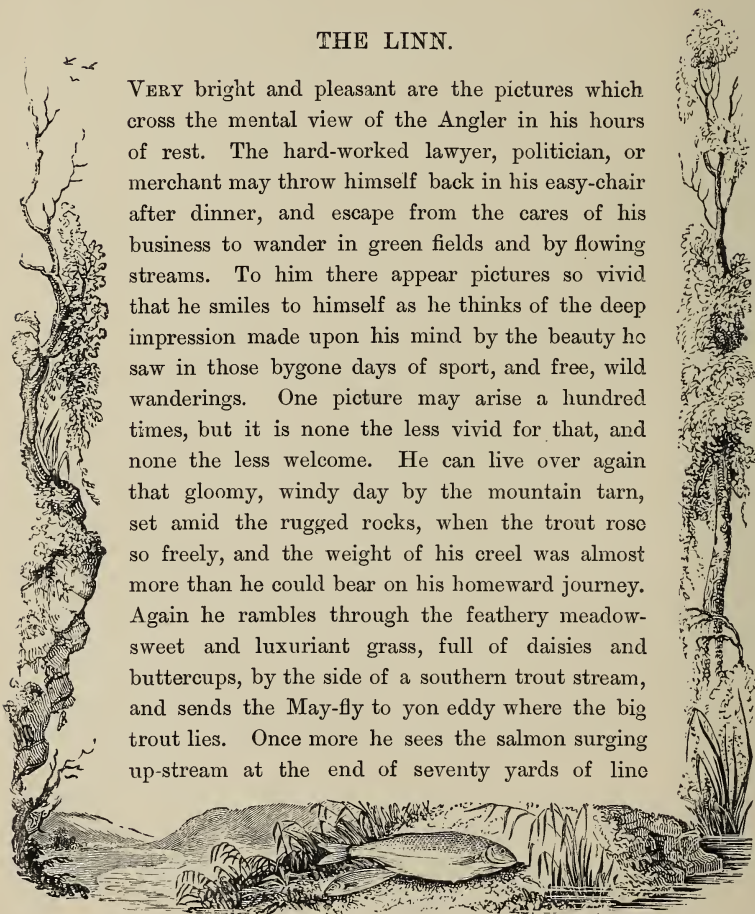 THE LINN.
VERY bright and pleasant are the pictures which
cross the mental view of the Angler in his hours
of rest. The hard-worked lawyer, politician, or
merchant may throw himself back in his easy-chair
after dinner, and escape from the cares of his
business to wander in green fields and by flowing
streams. To him there appear pictures so vivid
that he smiles to himself as he thinks of the deep
impression made upon his mind by the beauty he
saw in those bygone days of sport, and free, wild
wanderings. One picture may arise a hundred
times, but it is none the less vivid for that, and
none the less welcome. He can live over again
that gloomy, windy day by the mountain tarn,
set amid the rugged rocks, when the trout rose
so freely, and the weight of his creel was almost
more than he could bear on his homeward journey.
Again he rambles through the feathery meadow-
sweet and luxuriant grass, full of daisies and
buttercups, by the side of a southern trout stream,
and sends the May-fly to yon eddy where the big
trout lies. Once more he sees the salmon surging
up-stream at the end of seventy yards of line